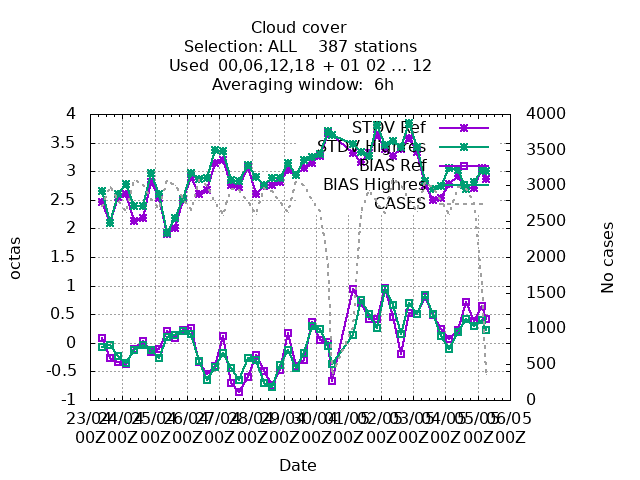 Cloud cover
Selection: ALL    387 stations
Used  00,06,12,18 + 01 02 ... 12
Averaging window:  6h
octas
No cases
4
3.5
3
2.5
2
1.5
1
0.5
0
-0.5
-1
4000
3500
3000
2500
2000
1500
1000
500
0
STDV Ref
STDV Highres
BIAS Ref
BIAS Highres
CASES
23/04 24/04 25/04 26/04 27/04 28/04 29/04 30/04 01/05 02/05 03/05 04/05 05/05 06/05
00Z 00Z 00Z 00Z 00Z 00Z 00Z 00Z 00Z 00Z 00Z 00Z 00Z 00Z
Date